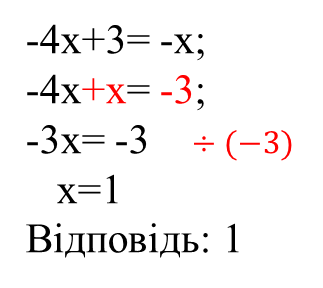 -4x+3= -x;
-4x+x= -3;
-3x= -3 ÷ (−3)
x=1
Відповідь: 1